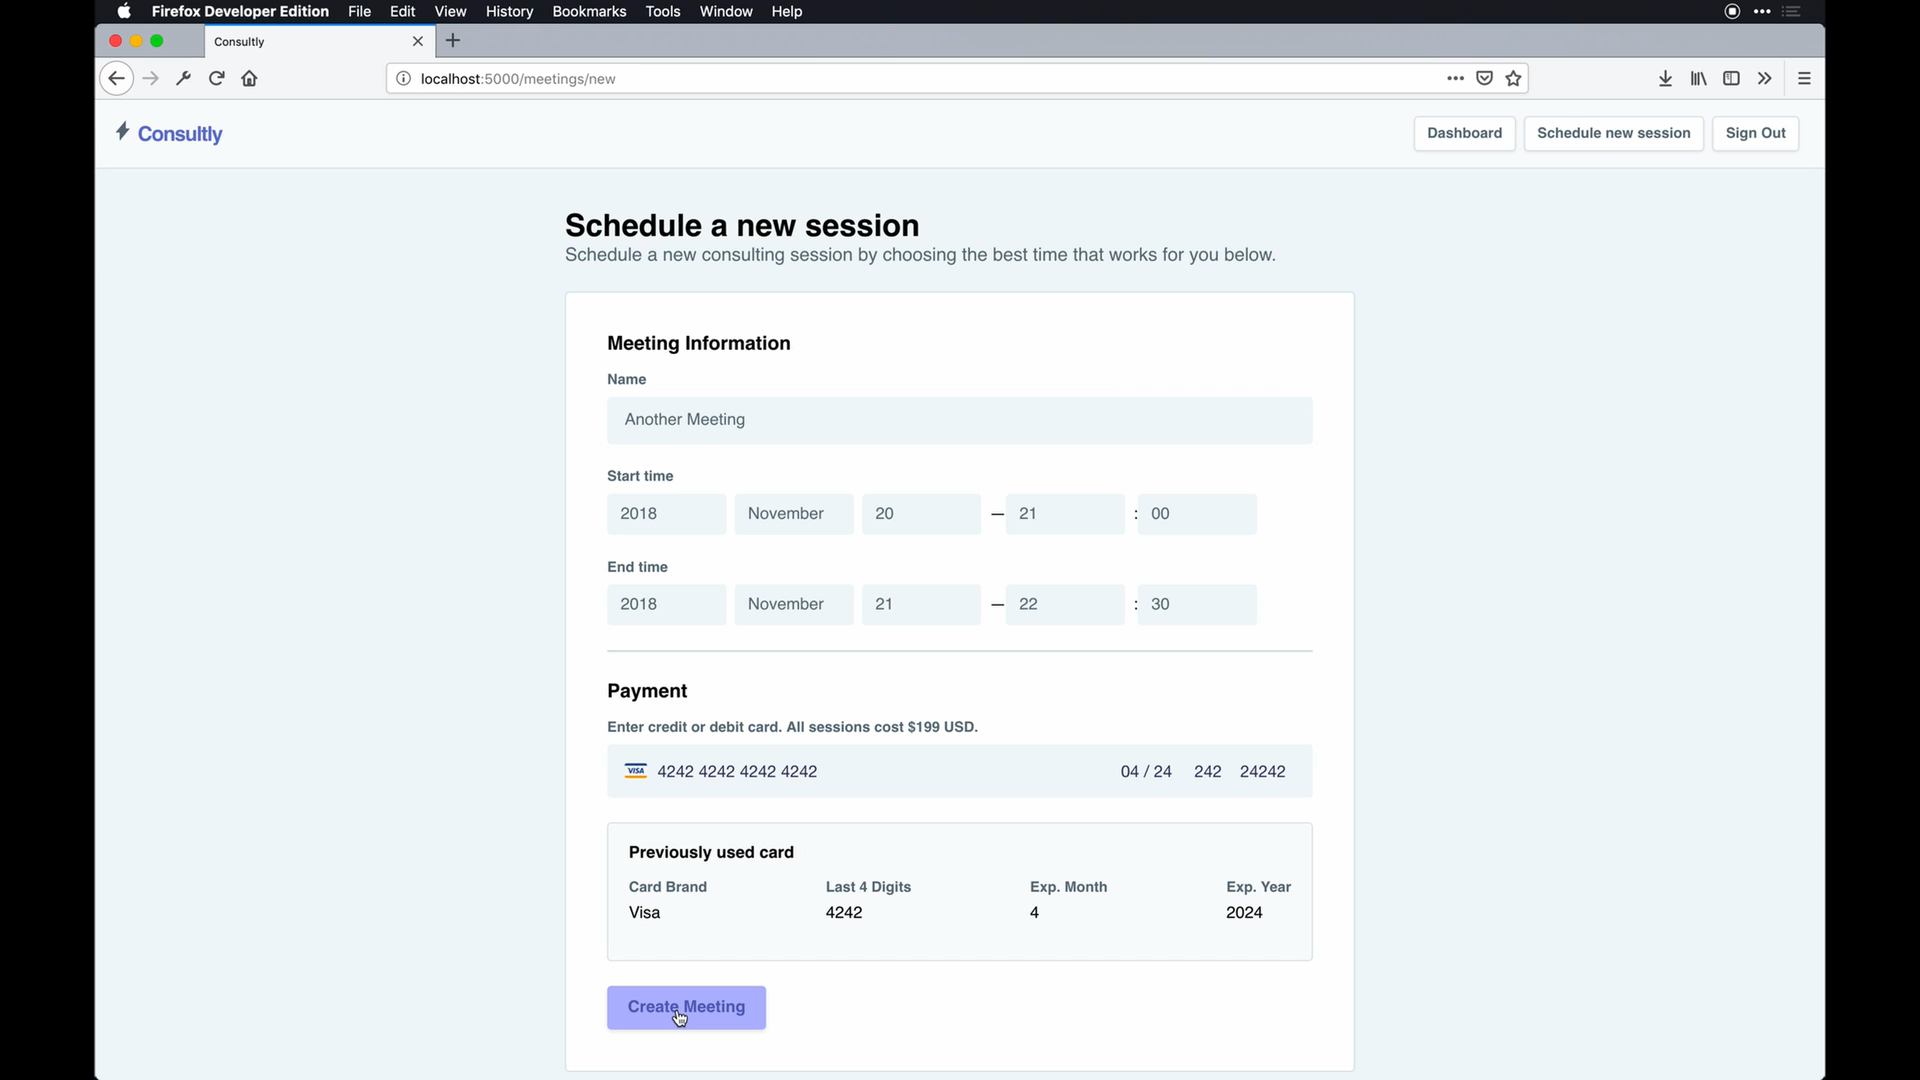 Firefox Developer Edition File Edit View History Bookmarks Tools Window Help
Consultly
localhost:5000/meetings/new
Consultly
Dashboard
Schedule new session
Sign Out
Schedule a new session
Schedule a new consulting session by choosing the best time that works for you below.
Meeting Information
Name
Another Meeting
Start time
2018 November 20 — 21 : 00
End time
2018 November 21 — 22 : 30
Payment
Enter credit or debit card. All sessions cost $199 USD.
VISA 4242 4242 4242 4242 04 / 24 242 24242
Previously used card
Card Brand Last 4 Digits Exp. Month Exp. Year
Visa 4242 4 2024
Create Meeting